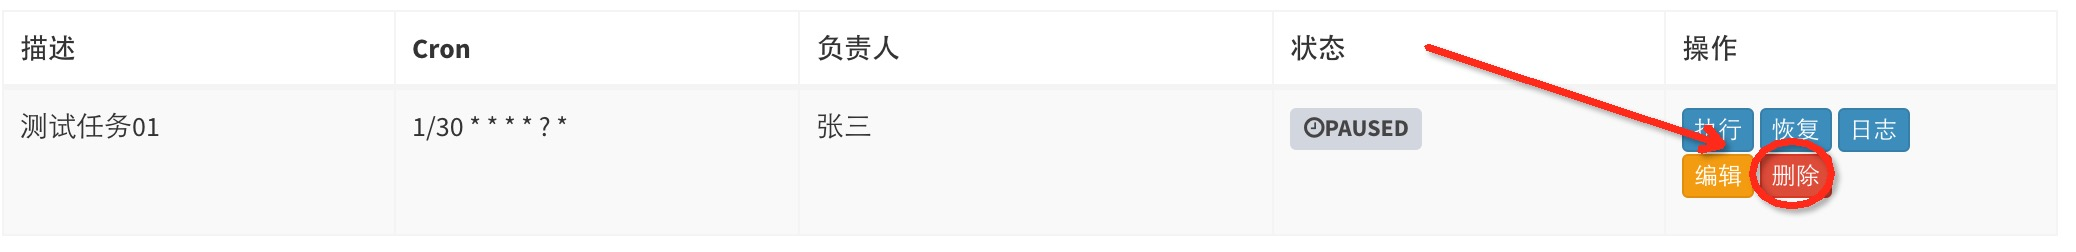 描述 Cron 负责人 状态 操作
测试任务01 1/30 * * * * ? * 张三 PAUSED 执行 恢复 日志
编辑 删除